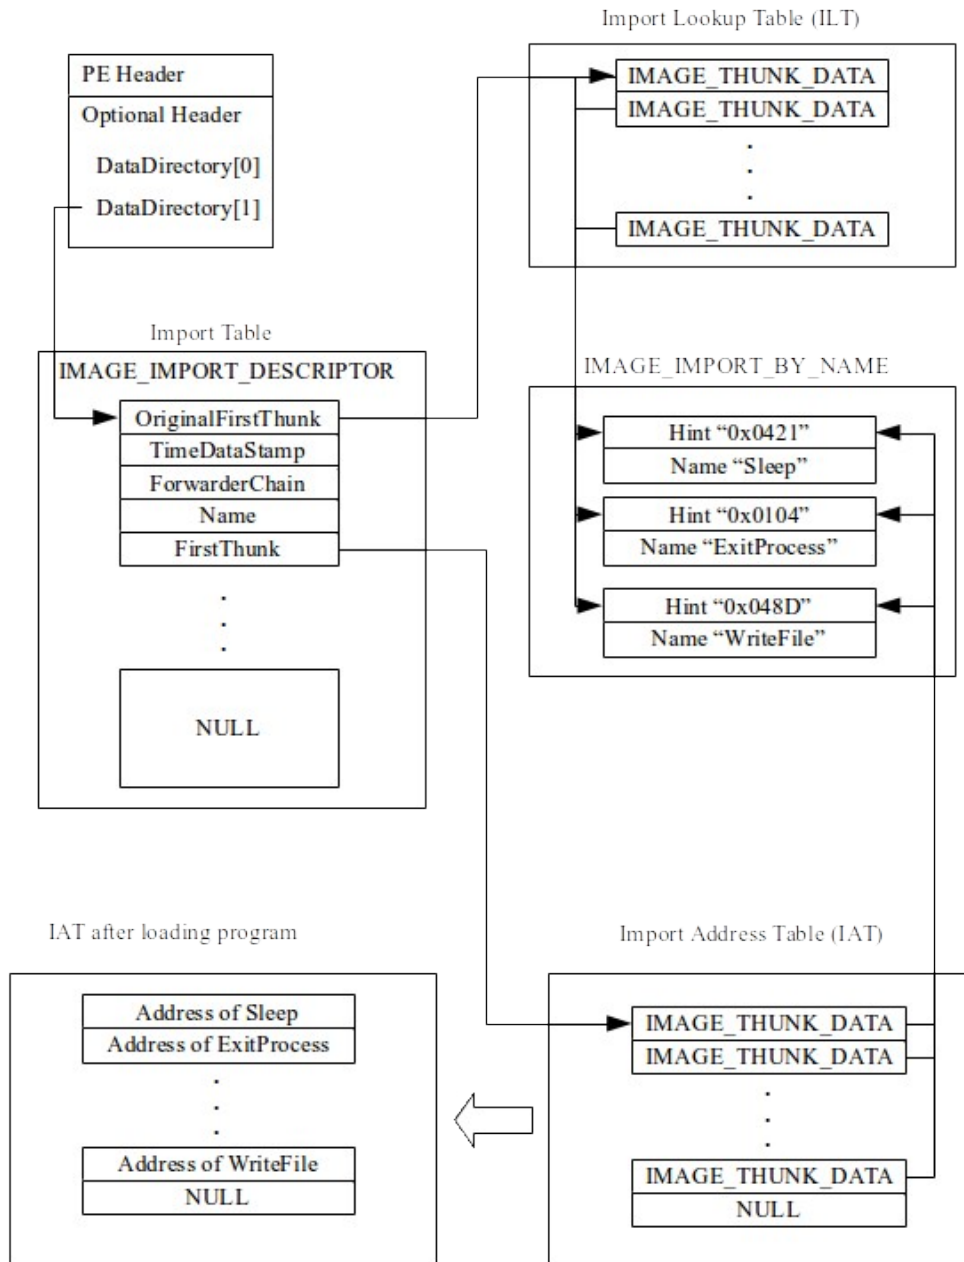 Import Lookup Table (ILT)
PE Header
Optional Header
DataDirectory[0]
DataDirectory[1]
IMAGE_THUNK_DATA
IMAGE_THUNK_DATA
IMAGE_THUNK_DATA
Import Table
IMAGE_IMPORT_DESCRIPTOR
OriginalFirstThunk
TimeDataStamp
ForwarderChain
Name
FirstThunk
NULL
IMAGE_IMPORT_BY_NAME
Hint “0x0421”
Name “Sleep”
Hint “0x0104”
Name “ExitProcess”
Hint “0x048D”
Name “WriteFile”
IAT after loading program
Address of Sleep
Address of ExitProcess
Address of WriteFile
NULL
Import Address Table (IAT)
IMAGE_THUNK_DATA
IMAGE_THUNK_DATA
IMAGE_THUNK_DATA
NULL